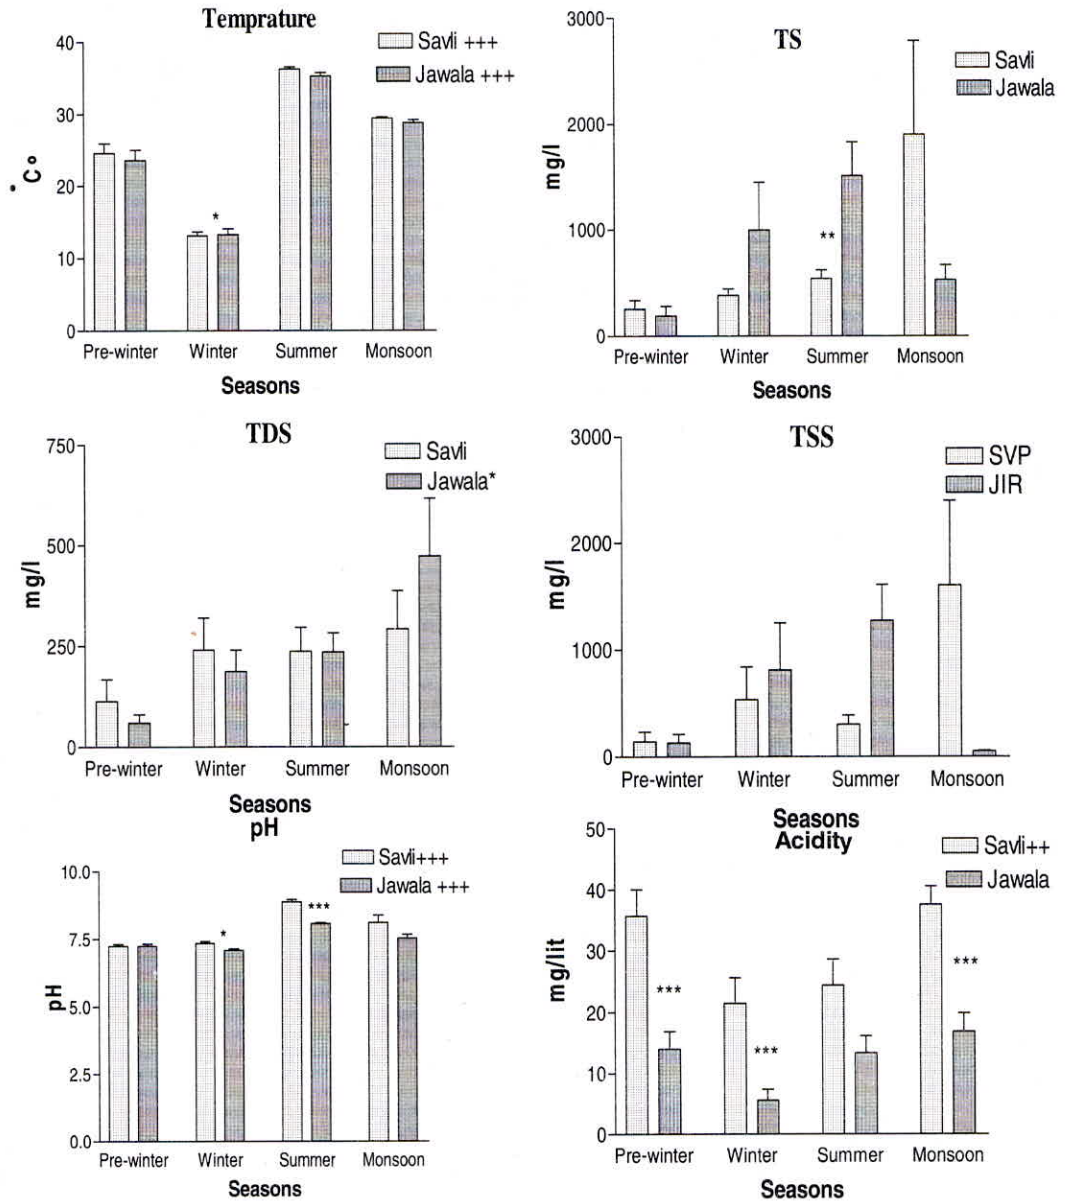 Temprature
Savli +++
Jawala +++
40
30
20
10
0
°C°
*
Pre-winter Winter Summer Monsoon
Seasons
TS
Savli
Jawala
3000
2000
1000
0
mg/l
**
Pre-winter Winter Summer Monsoon
Seasons
TDS
Savli
Jawala*
750
500
250
0
mg/l
Pre-winter Winter Summer Monsoon
Seasons
TSS
SVP
JIR
3000
2000
1000
0
mg/l
Pre-winter Winter Summer Monsoon
Seasons
pH
Savli+++
Jawala +++
10.0
7.5
5.0
2.5
0.0
pH
*
***
Pre-winter Winter Summer Monsoon
Seasons
Acidity
Savli++
Jawala
50
40
30
20
10
0
mg/lit
***
***
***
Pre-winter Winter Summer Monsoon
Seasons